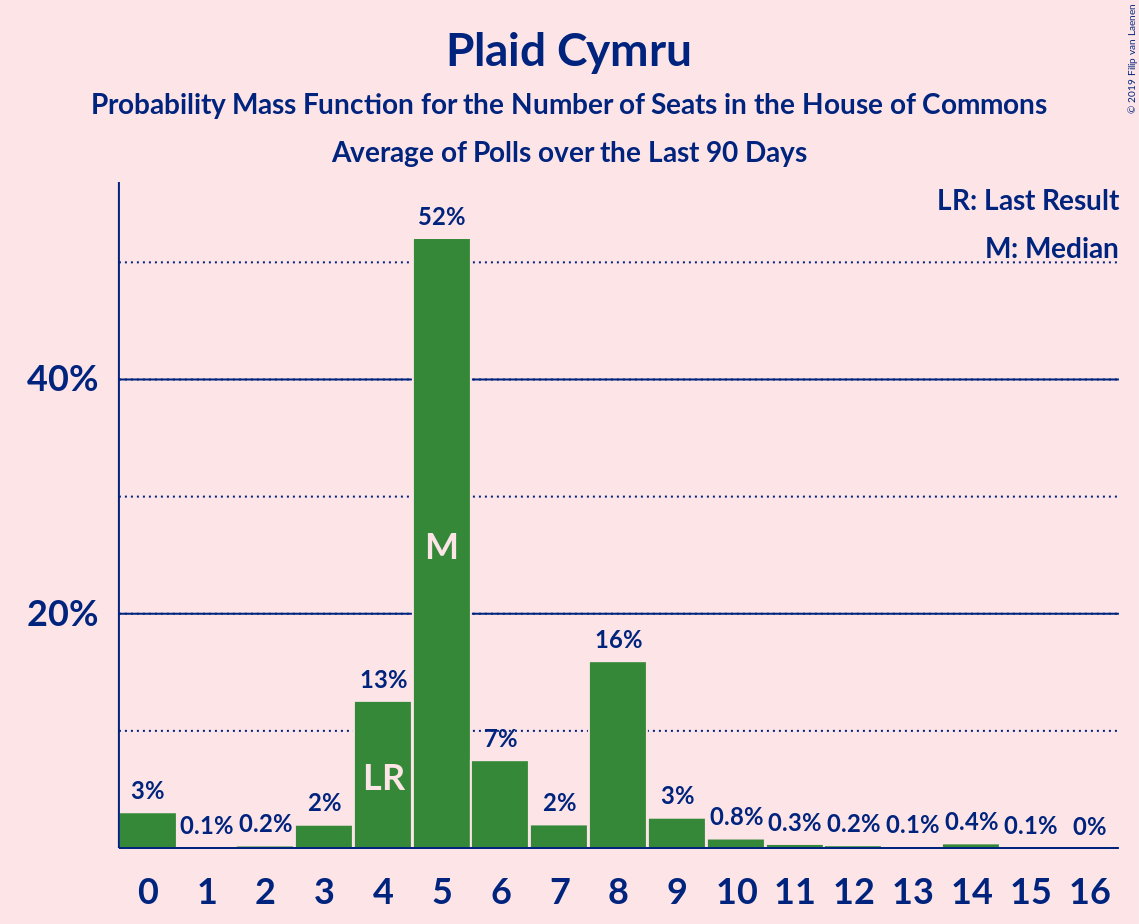 Plaid Cymru
Probability Mass Function for the Number of Seats in the House of Commons
Average of Polls over the Last 90 Days
© 2019 Filip van Laenen
LR: Last Result
M: Median
52%
40%
M
20%
16%
13%
7%
LR
3%
2%
2%
3%
0.1%
0.2%
0.8%
0.3%
0.2%
0.1%
0.4%
0.1%
0%
0 1 2 3 4 5 6 7 8 9 10 11 12 13 14 15 16